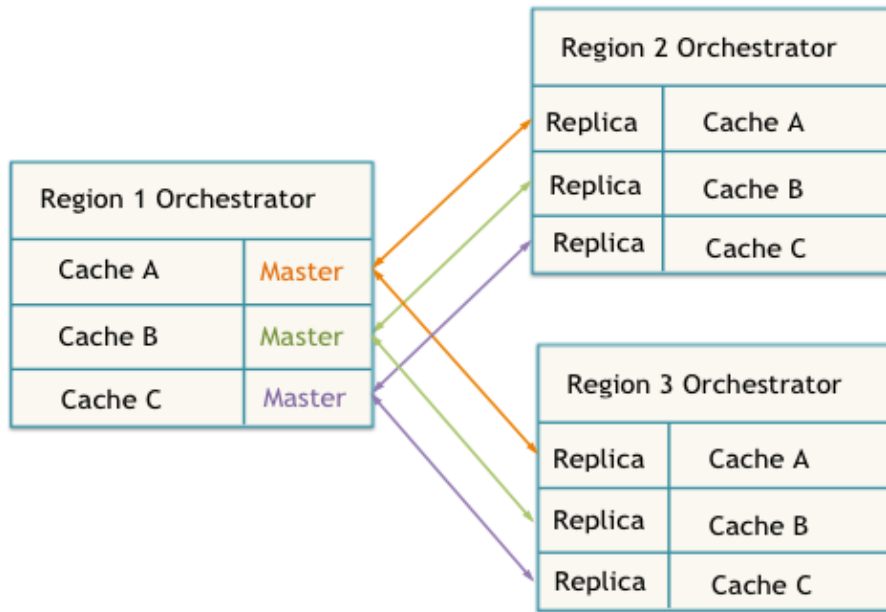 Region 1 Orchestrator
Cache A Master
Cache B Master
Cache C Master
Region 2 Orchestrator
Replica Cache A
Replica Cache B
Replica Cache C
Region 3 Orchestrator
Replica Cache A
Replica Cache B
Replica Cache C